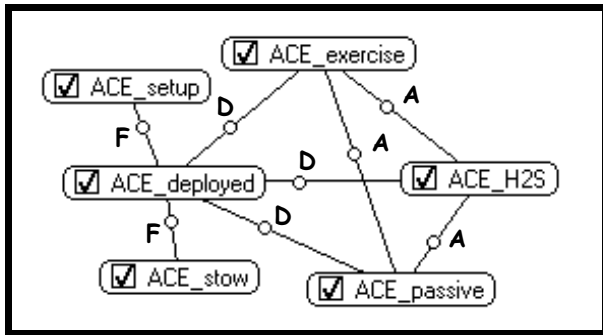 ACE_exercise
ACE_setup
A
D
F
A
D
ACE_deployed
ACE_H2S
D
F
A
ACE_stow
ACE_passive